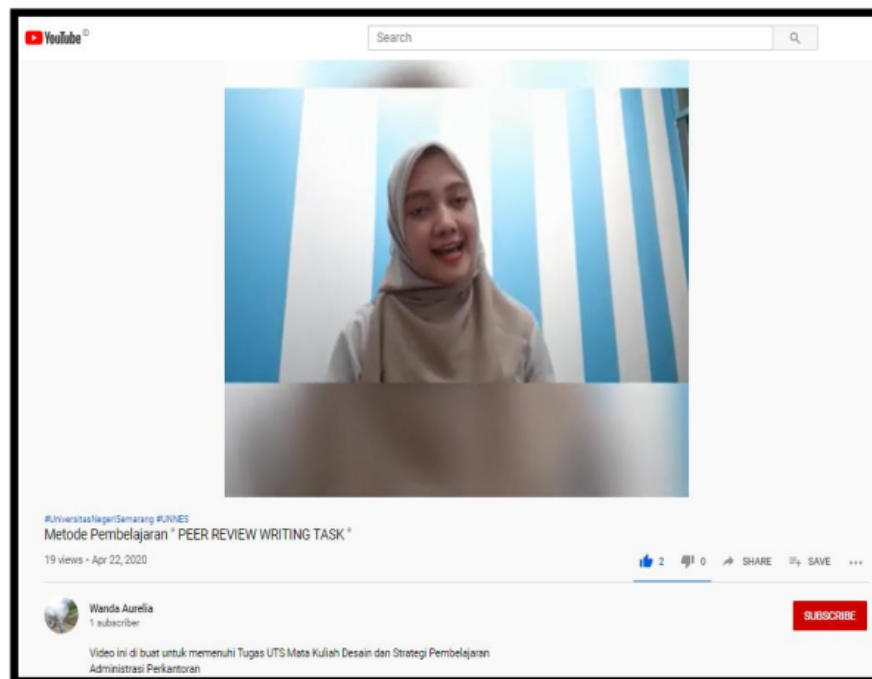 YouTube ID
Search
#UniversitasNegeriSemarang #UNNES
Metode Pembelajaran " PEER REVIEW WRITING TASK "
19 views • Apr 22, 2020
2 0 SHARE SAVE
Wanda Aurelia
1 subscriber
SUBSCRIBE
Video ini di buat untuk memenuhi Tugas UTS Mata Kuliah Desain dan Strategi Pembelajaran
Administrasi Perkantoran